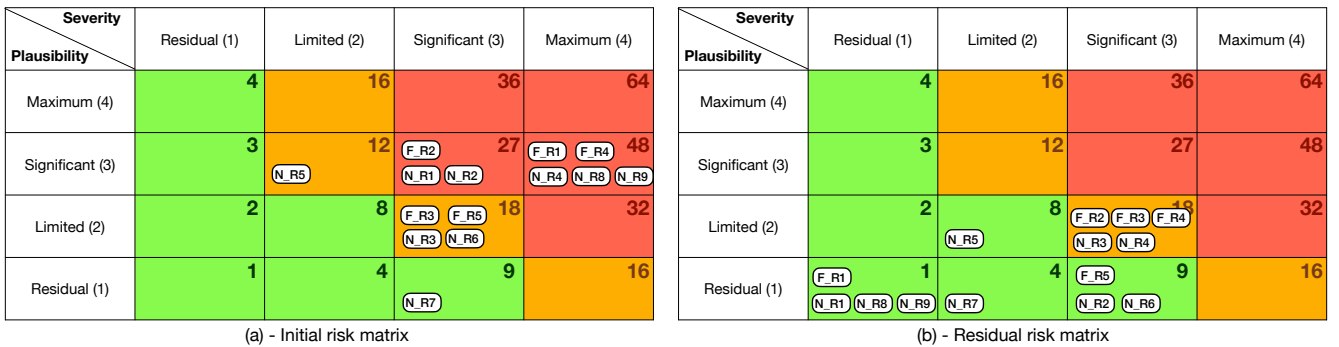 Severity
Plausibility
Residual (1)
Limited (2)
Significant (3)
Maximum (4)
Maximum (4)
4
16
36
64
Significant (3)
3
12
N_R5
27
F_R2
N_R1 N_R2
48
F_R1 F_R4
N_R4 N_R8 N_R9
Limited (2)
2
8
18
F_R3 F_R5
N_R3 N_R6
32
Residual (1)
1
4
9
N_R7
16
(a) - Initial risk matrix
Severity
Plausibility
Residual (1)
Limited (2)
Significant (3)
Maximum (4)
Maximum (4)
4
16
36
64
Significant (3)
3
12
27
48
Limited (2)
2
8
N_R5
18
F_R2 F_R3 F_R4
N_R3 N_R4
32
Residual (1)
1
F_R1
N_R1 N_R8 N_R9
4
N_R7
9
F_R5
N_R2 N_R6
16
(b) - Residual risk matrix